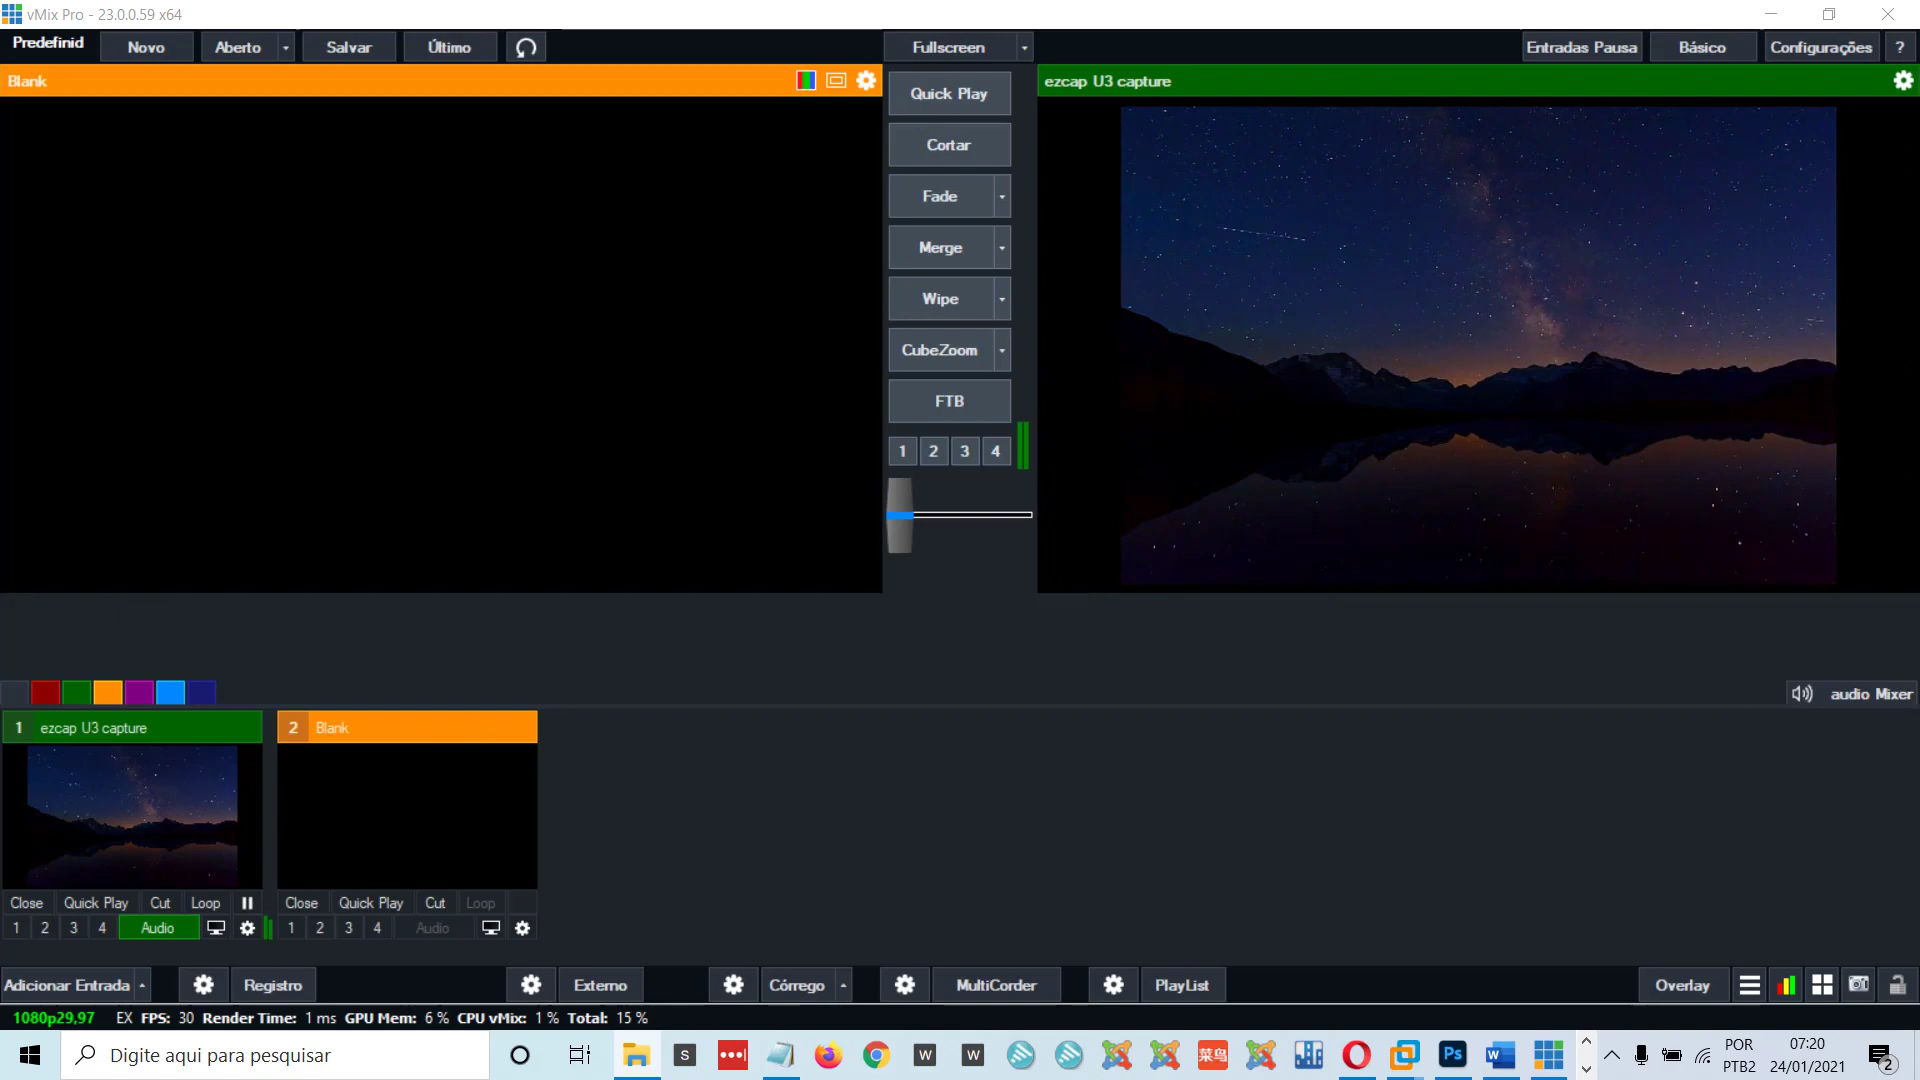 vMix Pro - 23.0.0.59 x64
Predefinid Novo Aberto Salvar Último Fullscreen Entradas Pausa Básico Configurações ?
Blank
ezcap U3 capture
Quick Play
Cortar
Fade
Merge
Wipe
CubeZoom
FTB
1 2 3 4
audio Mixer
1 ezcap U3 capture
2 Blank
Close Quick Play Cut Loop
Close Quick Play Cut Loop
1 2 3 4 Audio
1 2 3 4 Audio
Adicionar Entrada Registro Externo Córrego MultiCorder PlayList Overlay
1080p29,97 EX FPS: 30 Render Time: 1 ms GPU Mem: 6 % CPU vMix: 1 % Total: 15 %
Digite aqui para pesquisar
S
W
W
菜鸟
Ps
W
POR
PTB2
07:20
24/01/2021
2